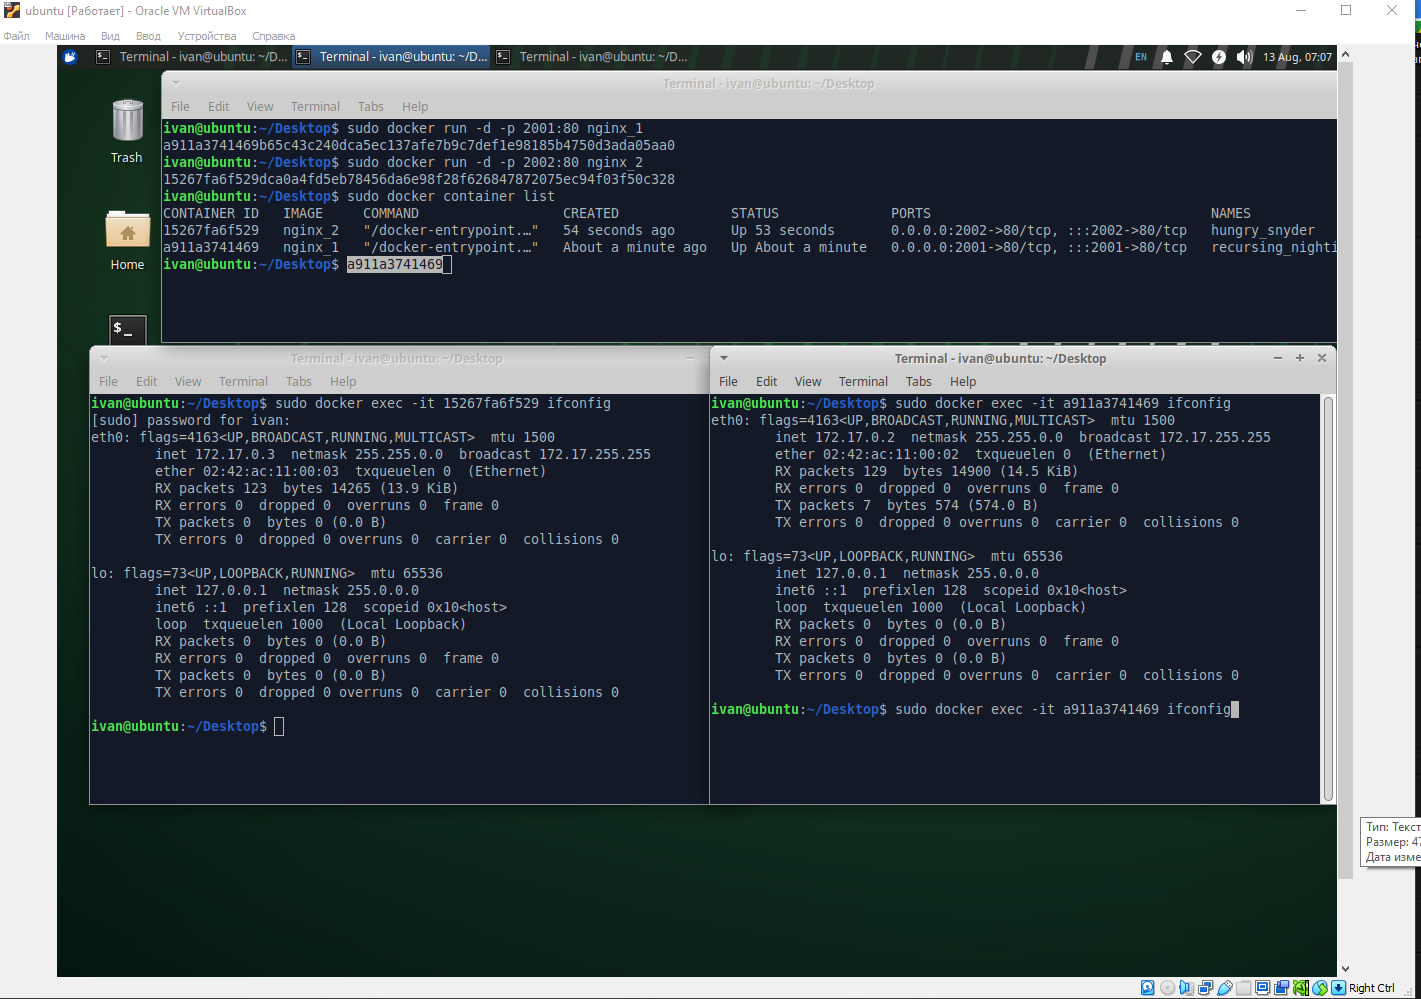 ubuntu [Работает] - Oracle VM VirtualBox
Файл Машина Вид Ввод Устройства Справка
Terminal - ivan@ubuntu: ~/D... Terminal - ivan@ubuntu: ~/D... Terminal - ivan@ubuntu: ~/D... EN 13 Aug, 07:07
Trash
Home
Terminal - ivan@ubuntu: ~/Desktop
File Edit View Terminal Tabs Help
ivan@ubuntu:~/Desktop$ sudo docker run -d -p 2001:80 nginx_1
a911a3741469b65c43c240dca5ec137afe7b9c7def1e98185b4750d3ada05aa0
ivan@ubuntu:~/Desktop$ sudo docker run -d -p 2002:80 nginx_2
15267fa6f529dca0a4fd5eb78456da6e98f28f626847872075ec94f03f50c328
ivan@ubuntu:~/Desktop$ sudo docker container list
CONTAINER ID IMAGE COMMAND CREATED STATUS PORTS NAMES
15267fa6f529 nginx_2 "/docker-entrypoint.…" 54 seconds ago Up 53 seconds 0.0.0.0:2002->80/tcp, :::2002->80/tcp hungry_snyder
a911a3741469 nginx_1 "/docker-entrypoint.…" About a minute ago Up About a minute 0.0.0.0:2001->80/tcp, :::2001->80/tcp recursing_nighti
ivan@ubuntu:~/Desktop$ a911a3741469
$_
Terminal - ivan@ubuntu: ~/Desktop
File Edit View Terminal Tabs Help
ivan@ubuntu:~/Desktop$ sudo docker exec -it 15267fa6f529 ifconfig
[sudo] password for ivan:
eth0: flags=4163<UP,BROADCAST,RUNNING,MULTICAST> mtu 1500
inet 172.17.0.3 netmask 255.255.0.0 broadcast 172.17.255.255
ether 02:42:ac:11:00:03 txqueuelen 0 (Ethernet)
RX packets 123 bytes 14265 (13.9 KiB)
RX errors 0 dropped 0 overruns 0 frame 0
TX packets 0 bytes 0 (0.0 B)
TX errors 0 dropped 0 overruns 0 carrier 0 collisions 0
lo: flags=73<UP,LOOPBACK,RUNNING> mtu 65536
inet 127.0.0.1 netmask 255.0.0.0
inet6 ::1 prefixlen 128 scopeid 0x10<host>
loop txqueuelen 1000 (Local Loopback)
RX packets 0 bytes 0 (0.0 B)
RX errors 0 dropped 0 overruns 0 frame 0
TX packets 0 bytes 0 (0.0 B)
TX errors 0 dropped 0 overruns 0 carrier 0 collisions 0
ivan@ubuntu:~/Desktop$
Terminal - ivan@ubuntu: ~/Desktop
File Edit View Terminal Tabs Help
ivan@ubuntu:~/Desktop$ sudo docker exec -it a911a3741469 ifconfig
eth0: flags=4163<UP,BROADCAST,RUNNING,MULTICAST> mtu 1500
inet 172.17.0.2 netmask 255.255.0.0 broadcast 172.17.255.255
ether 02:42:ac:11:00:02 txqueuelen 0 (Ethernet)
RX packets 129 bytes 14900 (14.5 KiB)
RX errors 0 dropped 0 overruns 0 frame 0
TX packets 7 bytes 574 (574.0 B)
TX errors 0 dropped 0 overruns 0 carrier 0 collisions 0
lo: flags=73<UP,LOOPBACK,RUNNING> mtu 65536
inet 127.0.0.1 netmask 255.0.0.0
inet6 ::1 prefixlen 128 scopeid 0x10<host>
loop txqueuelen 1000 (Local Loopback)
RX packets 0 bytes 0 (0.0 B)
RX errors 0 dropped 0 overruns 0 frame 0
TX packets 0 bytes 0 (0.0 B)
TX errors 0 dropped 0 overruns 0 carrier 0 collisions 0
ivan@ubuntu:~/Desktop$ sudo docker exec -it a911a3741469 ifconfig
Тип: Текст
Размер: 47
Дата изме
Right Ctrl